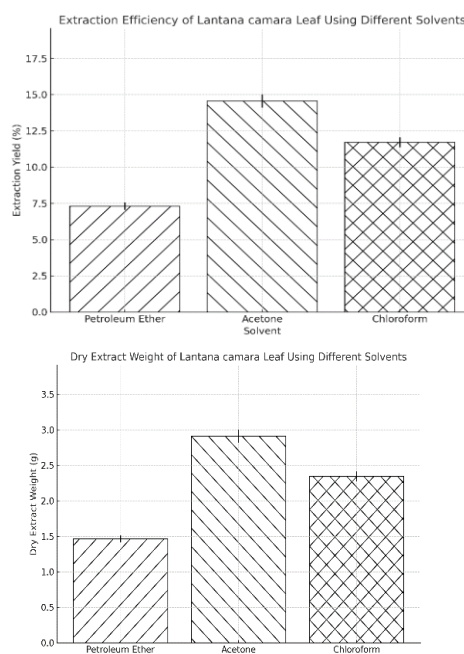 Extraction Efficiency of Lantana camara Leaf Using Different Solvents
17.5
15.0
12.5
10.0
7.5
5.0
2.5
0.0
Extraction Yield (%)
Petroleum Ether Acetone Chloroform
Solvent
Dry Extract Weight of Lantana camara Leaf Using Different Solvents
3.5
3.0
2.5
2.0
1.5
1.0
0.5
0.0
Dry Extract Weight (g)
Petroleum Ether Acetone Chloroform